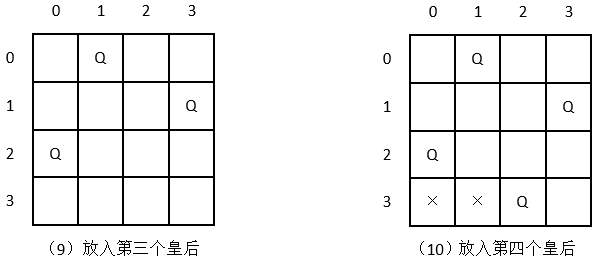 0 1 2 3
0 Q
1 Q
2 Q
3
（9）放入第三个皇后
0 1 2 3
0 Q
1 Q
2 Q
3 × × Q
（10）放入第四个皇后